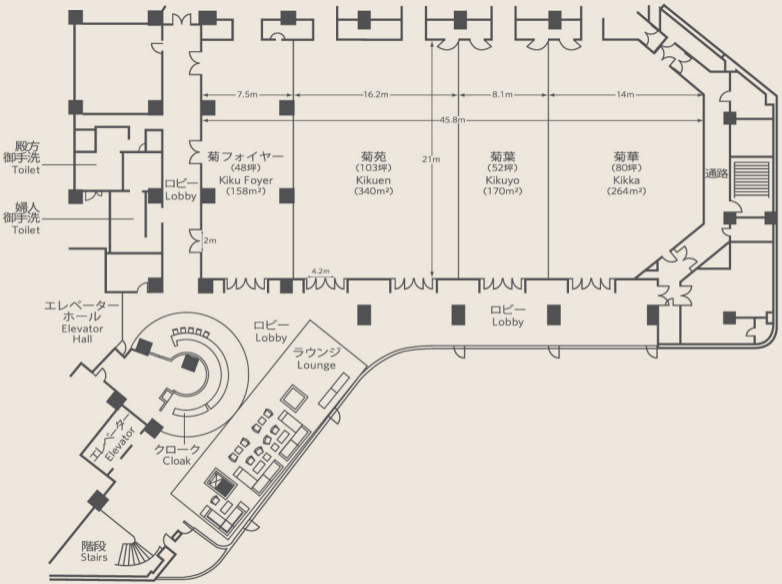 7.5m
16.2m
8.1m
14m
45.8m
21m
殿方
御手洗
Toilet
婦人
御手洗
Toilet
ロビー
Lobby
菊フォイヤー
(48坪)
Kiku Foyer
(158m²)
菊苑
(103坪)
Kikuen
(340m²)
菊葉
(52坪)
Kikuyo
(170m²)
菊華
(80坪)
Kikka
(264m²)
通路
2m
4.2m
エレベーター
ホール
Elevator
Hall
ロビー
Lobby
ロビー
Lobby
ラウンジ
Lounge
エレベーター
Elevator
クローク
Cloak
階段
Stairs